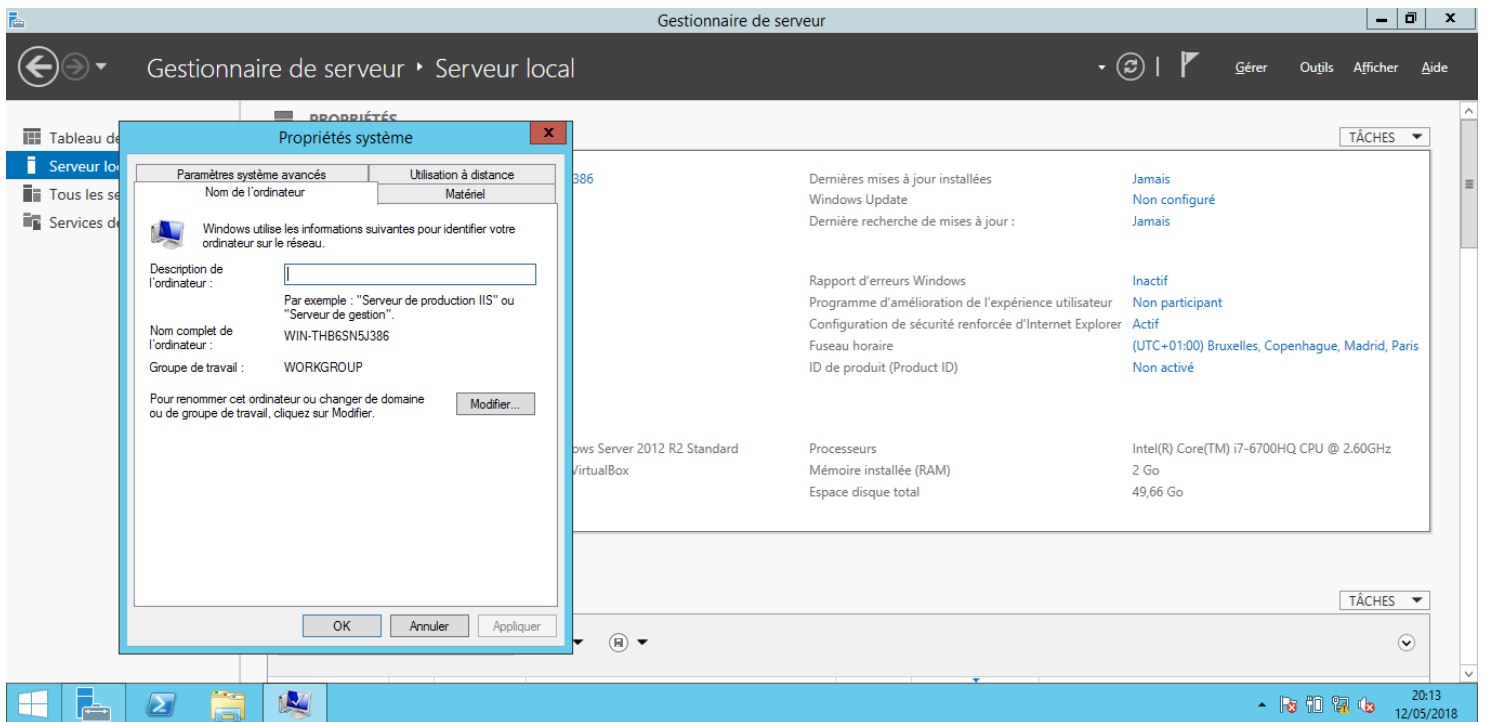 Gestionnaire de serveur
Gestionnaire de serveur • Serveur local
Gérer Outils Afficher Aide
PROPRIÉTÉS
TÂCHES
Tableau de
Serveur lo
Tous les se
Services de
Propriétés système
Paramètres système avancés Utilisation à distance
Nom de l'ordinateur Matériel
Windows utilise les informations suivantes pour identifier votre
ordinateur sur le réseau.
Description de
l'ordinateur :
Par exemple : "Serveur de production IIS" ou
"Serveur de gestion".
Nom complet de
l'ordinateur :
WIN-THB6SN5J386
Groupe de travail : WORKGROUP
Pour renommer cet ordinateur ou changer de domaine
ou de groupe de travail, cliquez sur Modifier.
Modifier...
OK Annuler Appliquer
386
Dernières mises à jour installées Jamais
Windows Update Non configuré
Dernière recherche de mises à jour : Jamais
Rapport d'erreurs Windows Inactif
Programme d'amélioration de l'expérience utilisateur Non participant
Configuration de sécurité renforcée d'Internet Explorer Actif
Fuseau horaire (UTC+01:00) Bruxelles, Copenhague, Madrid, Paris
ID de produit (Product ID) Non activé
ows Server 2012 R2 Standard Processeurs Intel(R) Core(TM) i7-6700HQ CPU @ 2.60GHz
VirtualBox Mémoire installée (RAM) 2 Go
Espace disque total 49,66 Go
TÂCHES
20:13
12/05/2018